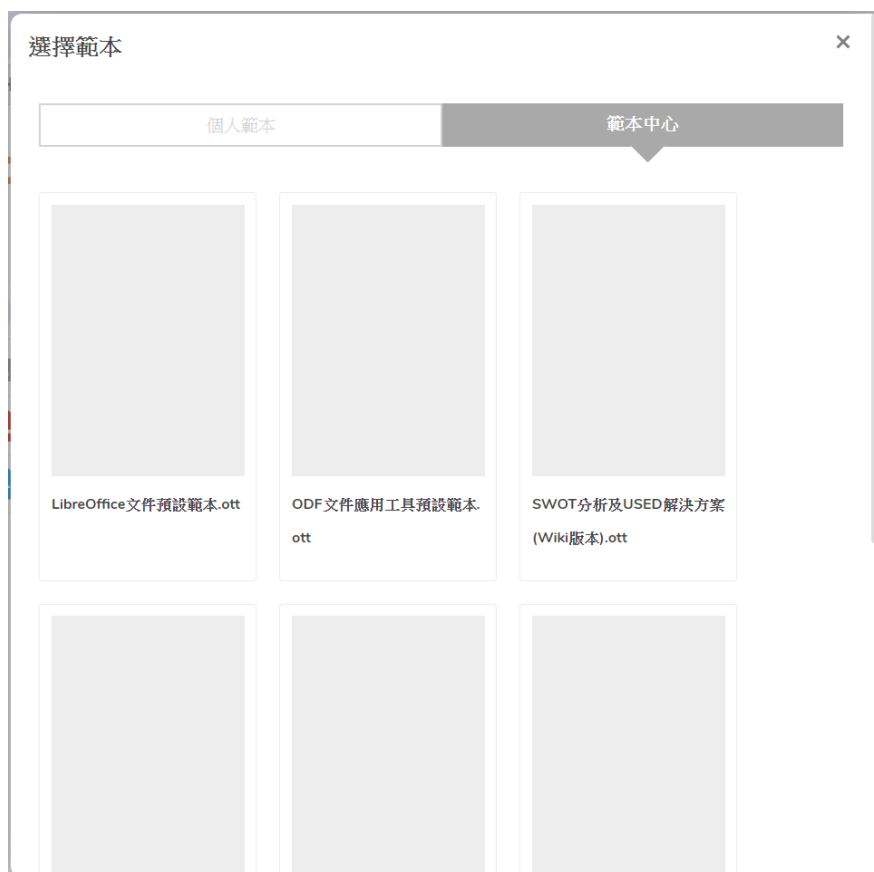 選擇範本
×
個人範本
範本中心
LibreOffice文件預設範本.ott
ODF文件應用工具預設範本.
ott
SWOT分析及USED解決方案
(Wiki版本).ott